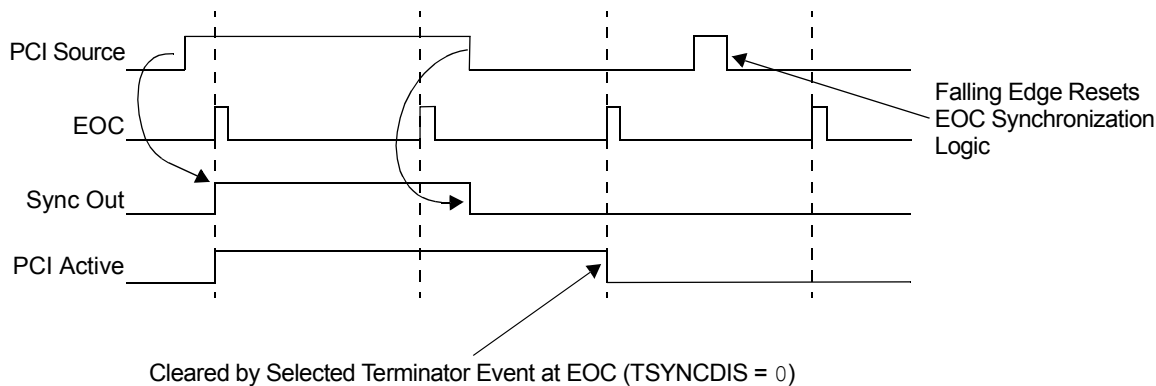 PCI Source
Falling Edge Resets
EOC Synchronization
Logic
EOC
Sync Out
PCI Active
Cleared by Selected Terminator Event at EOC (TSYNCDIS = 0)